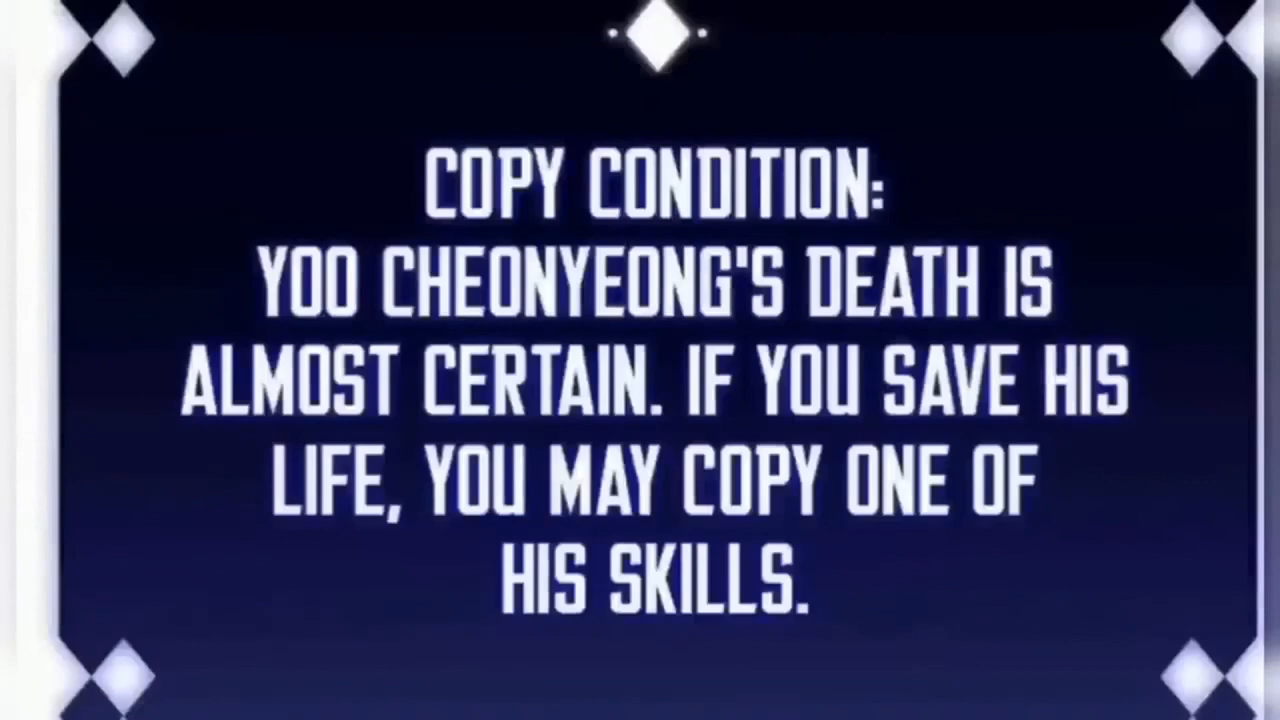 COPY CONDITION:
YOO CHEONYEONG'S DEATH IS
ALMOST CERTAIN. IF YOU SAVE HIS
LIFE, YOU MAY COPY ONE OF
HIS SKILLS.